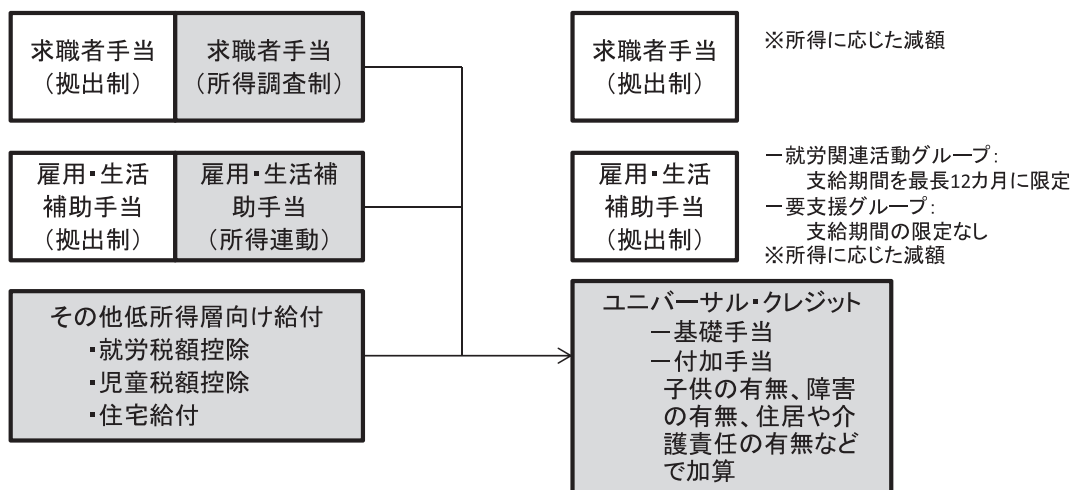 求職者手当
(拠出制)
求職者手当
(所得調査制)
求職者手当
(拠出制)
※所得に応じた減額
雇用・生活
補助手当
(拠出制)
雇用・生活補
助手当
(所得連動)
雇用・生活
補助手当
(拠出制)
－就労関連活動グループ：
支給期間を最長12カ月に限定
－要支援グループ：
支給期間の限定なし
※所得に応じた減額
その他低所得層向け給付
・就労税額控除
・児童税額控除
・住宅給付
ユニバーサル・クレジット
－基礎手当
－付加手当
子供の有無、障害
の有無、住居や介
護責任の有無など
で加算